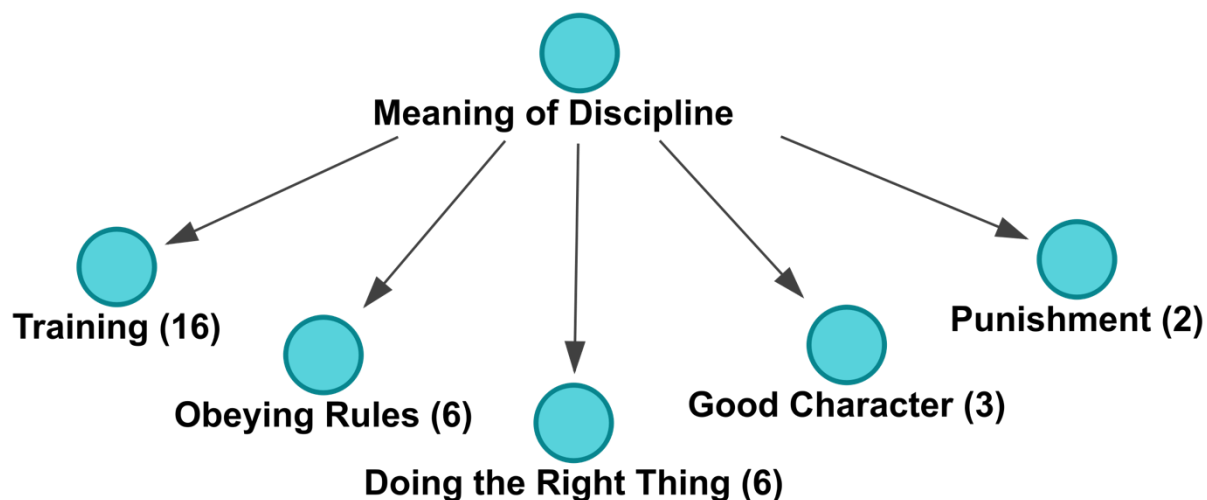 Meaning of Discipline
Training (16)
Obeying Rules (6)
Doing the Right Thing (6)
Good Character (3)
Punishment (2)